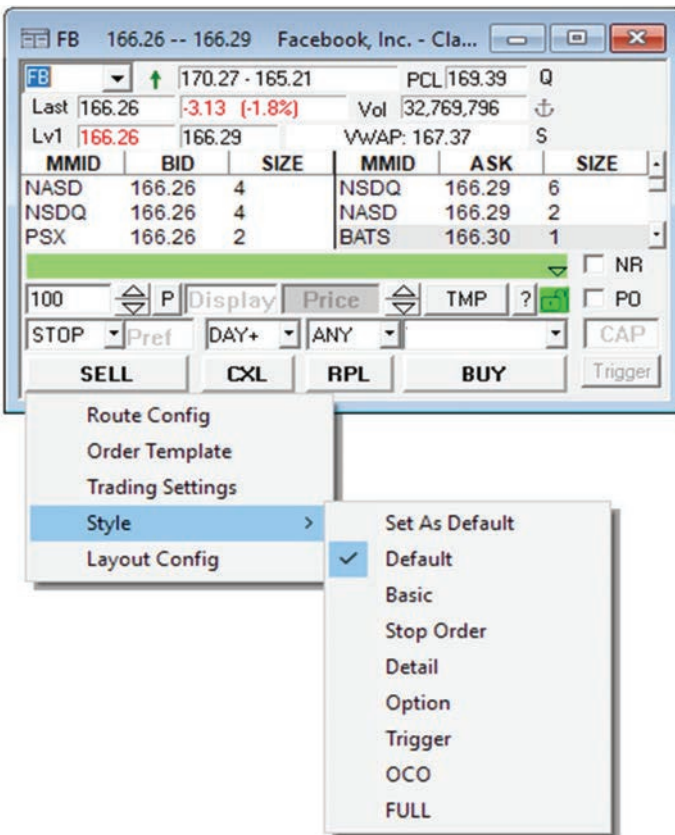 FB 166.26 -- 166.29 Facebook, Inc. - Cla...
FB 170.27 - 165.21 PCL 169.39 Q
Last 166.26 -3.13 (-1.8%) Vol 32,769,796
Lv1 166.26 166.29 VWAP: 167.37 S
MMID BID SIZE MMID ASK SIZE
NASD 166.26 4 NSDQ 166.29 6
NSDQ 166.26 4 NASD 166.29 2
PSX 166.26 2 BATS 166.30 1
NR
100 P Display Price TMP ? PO
STOP Pref DAY+ ANY CAP
SELL CXL RPL BUY Trigger
Route Config
Order Template
Trading Settings
Style >
Layout Config
Set As Default
Default
Basic
Stop Order
Detail
Option
Trigger
OCO
FULL